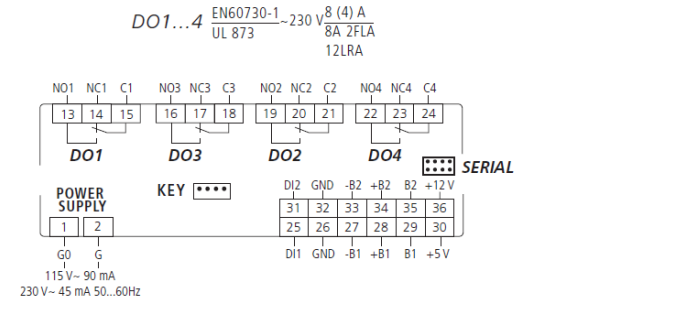 DO1...4 EN60730-1 ~230 V 8 (4) A
UL 873 8A 2FLA
12LRA
NO1 NC1 C1 NO3 NC3 C3 NO2 NC2 C2 NO4 NC4 C4
13 14 15 16 17 18 19 20 21 22 23 24
DO1 DO3 DO2 DO4
SERIAL
KEY
POWER
SUPPLY
DI2 GND -B2 +B2 B2 +12 V
31 32 33 34 35 36
1 2 25 26 27 28 29 30
G0 G DI1 GND -B1 +B1 B1 +5 V
115 V~ 90 mA
230 V~ 45 mA 50...60Hz